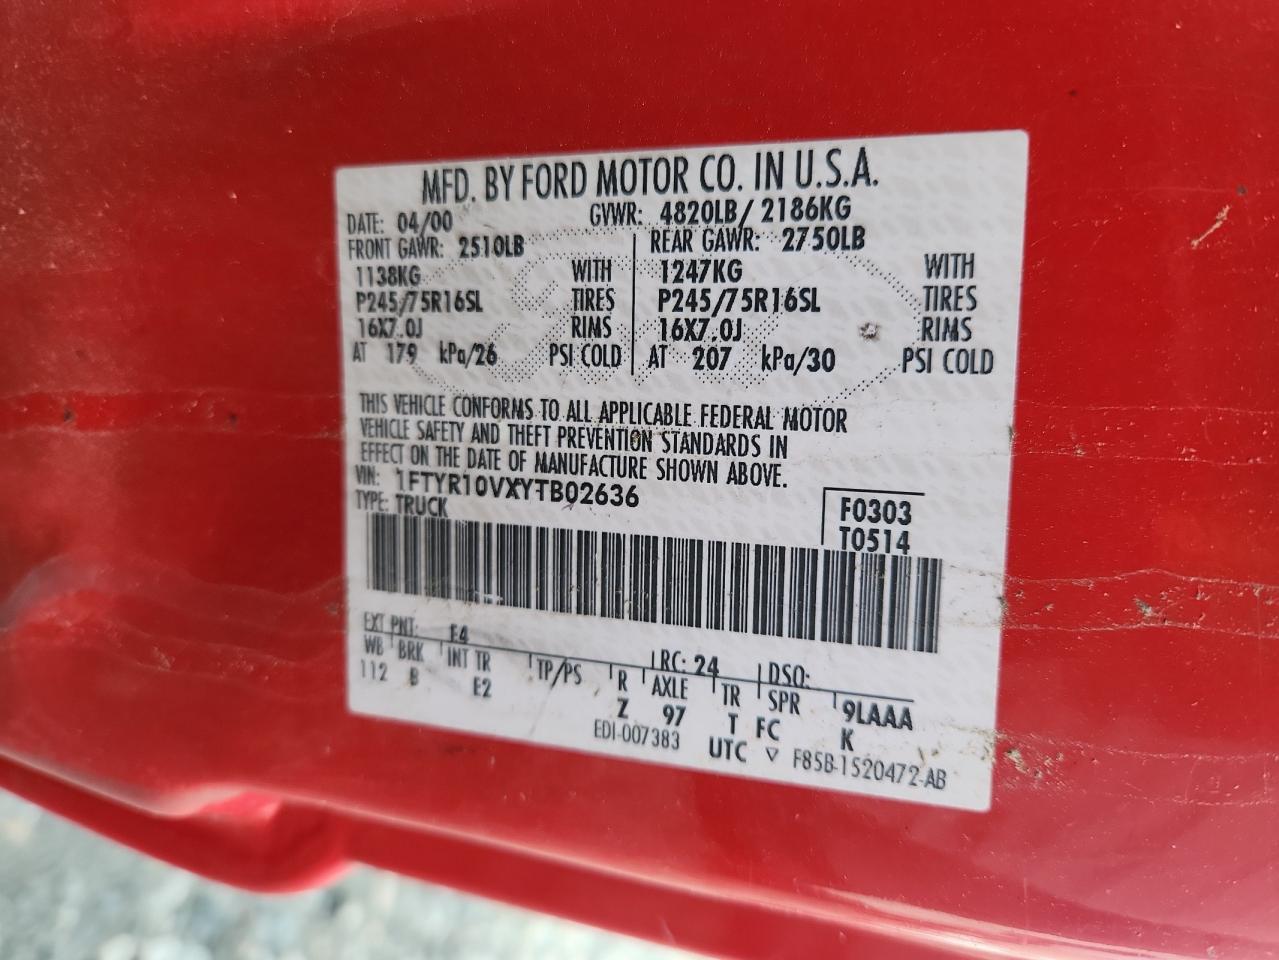 MFD. BY FORD MOTOR CO. IN U.S.A.
DATE: 04/00 GVWR: 4820LB/ 2186KG
FRONT GAWR: 2510LB REAR GAWR: 2750LB
1138KG WITH 1247KG WITH
P245/75R16SL TIRES P245/75R16SL TIRES
16X7.0J RIMS 16X7.0J RIMS
AT 179 kPa/26 PSI COLD AT 207 kPa/30 PSI COLD
THIS VEHICLE CONFORMS TO ALL APPLICABLE FEDERAL MOTOR
VEHICLE SAFETY AND THEFT PREVENTION STANDARDS IN
EFFECT ON THE DATE OF MANUFACTURE SHOWN ABOVE.
VIN: 1FTYR10VXYTB02636
TYPE: TRUCK
F0303
T0514
EXT PNT: E4 RC: 24 DSO:
WB BRK INT TR TP/PS R AXLE TR SPR 9LAAA
112 B E2 Z 97 T FC K
EDI-007383 UTC ▽ F85B-1520472-AB